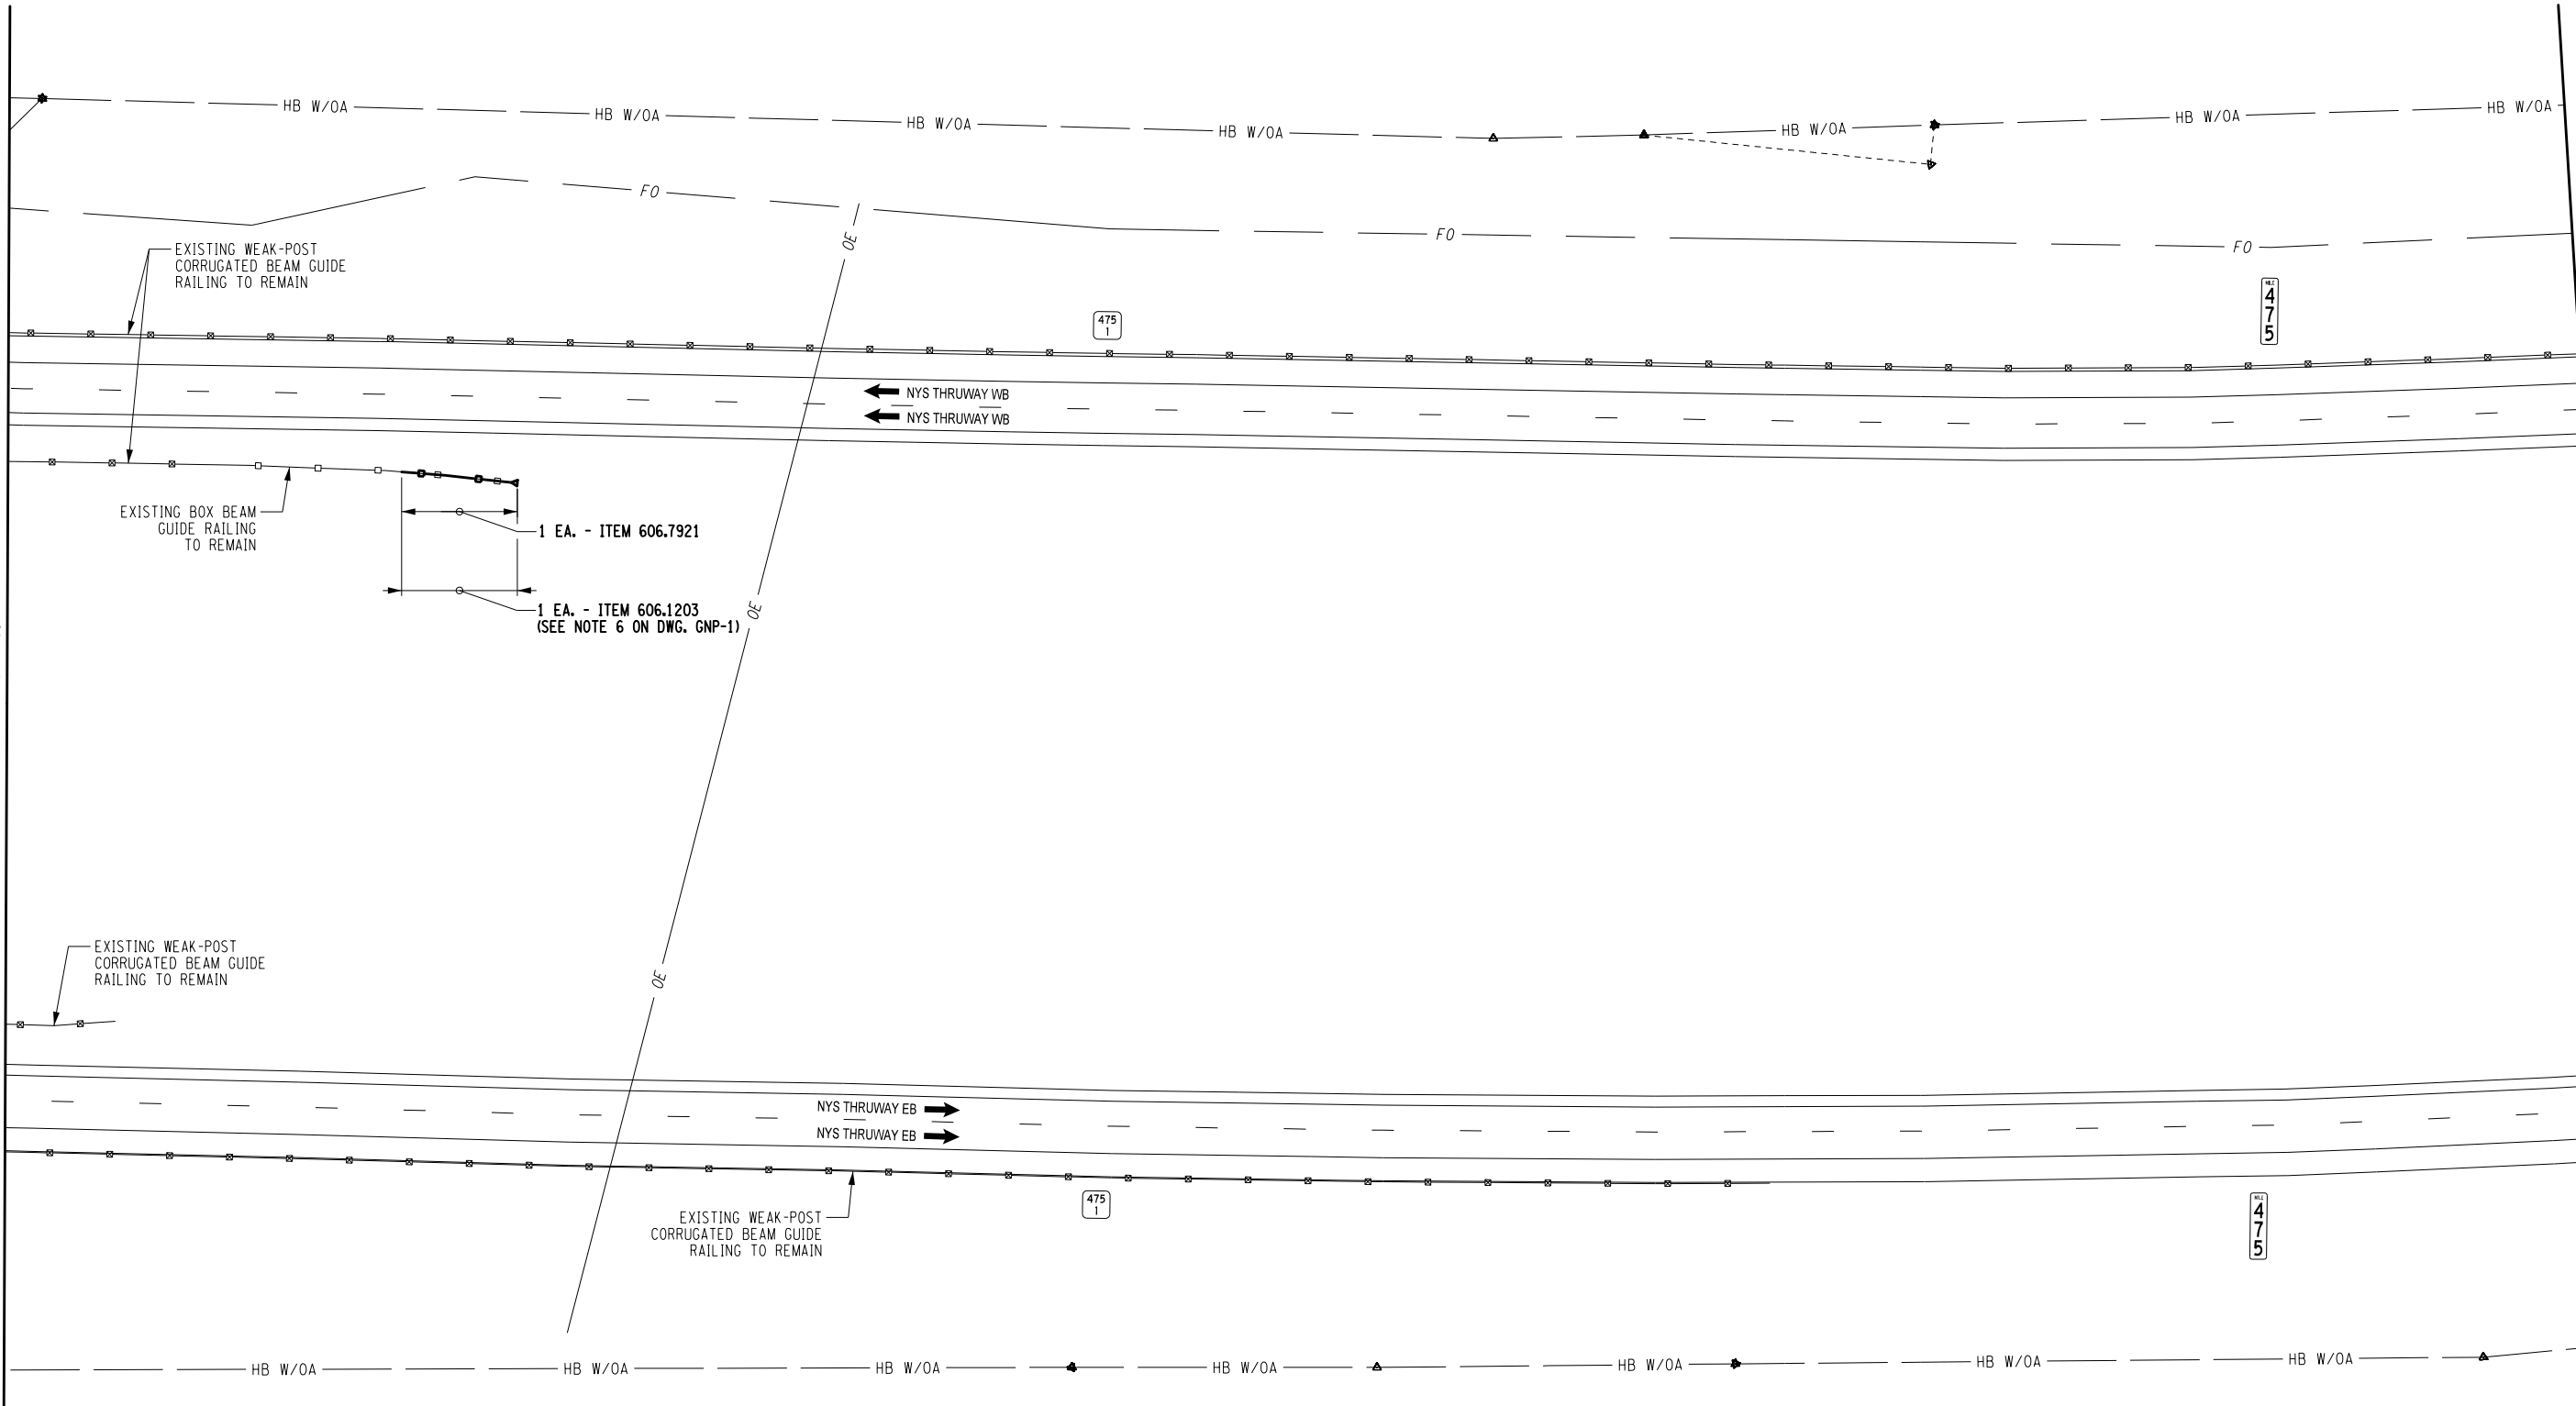 HB W/OA
HB W/OA
HB W/OA
HB W/OA
HB W/OA
HB W/OA
HB W/OA
FO
FO
FO
OE
EXISTING WEAK-POST
CORRUGATED BEAM GUIDE
RAILING TO REMAIN
475
1
MILE
4
7
5
NYS THRUWAY WB
NYS THRUWAY WB
EXISTING BOX BEAM
GUIDE RAILING
TO REMAIN
1 EA. - ITEM 606.7921
1 EA. - ITEM 606.1203
(SEE NOTE 6 ON DWG. GNP-1)
OE
OE
EXISTING WEAK-POST
CORRUGATED BEAM GUIDE
RAILING TO REMAIN
NYS THRUWAY EB
NYS THRUWAY EB
EXISTING WEAK-POST
CORRUGATED BEAM GUIDE
RAILING TO REMAIN
475
1
MILE
4
7
5
HB W/OA
HB W/OA
HB W/OA
HB W/OA
HB W/OA
HB W/OA
HB W/OA